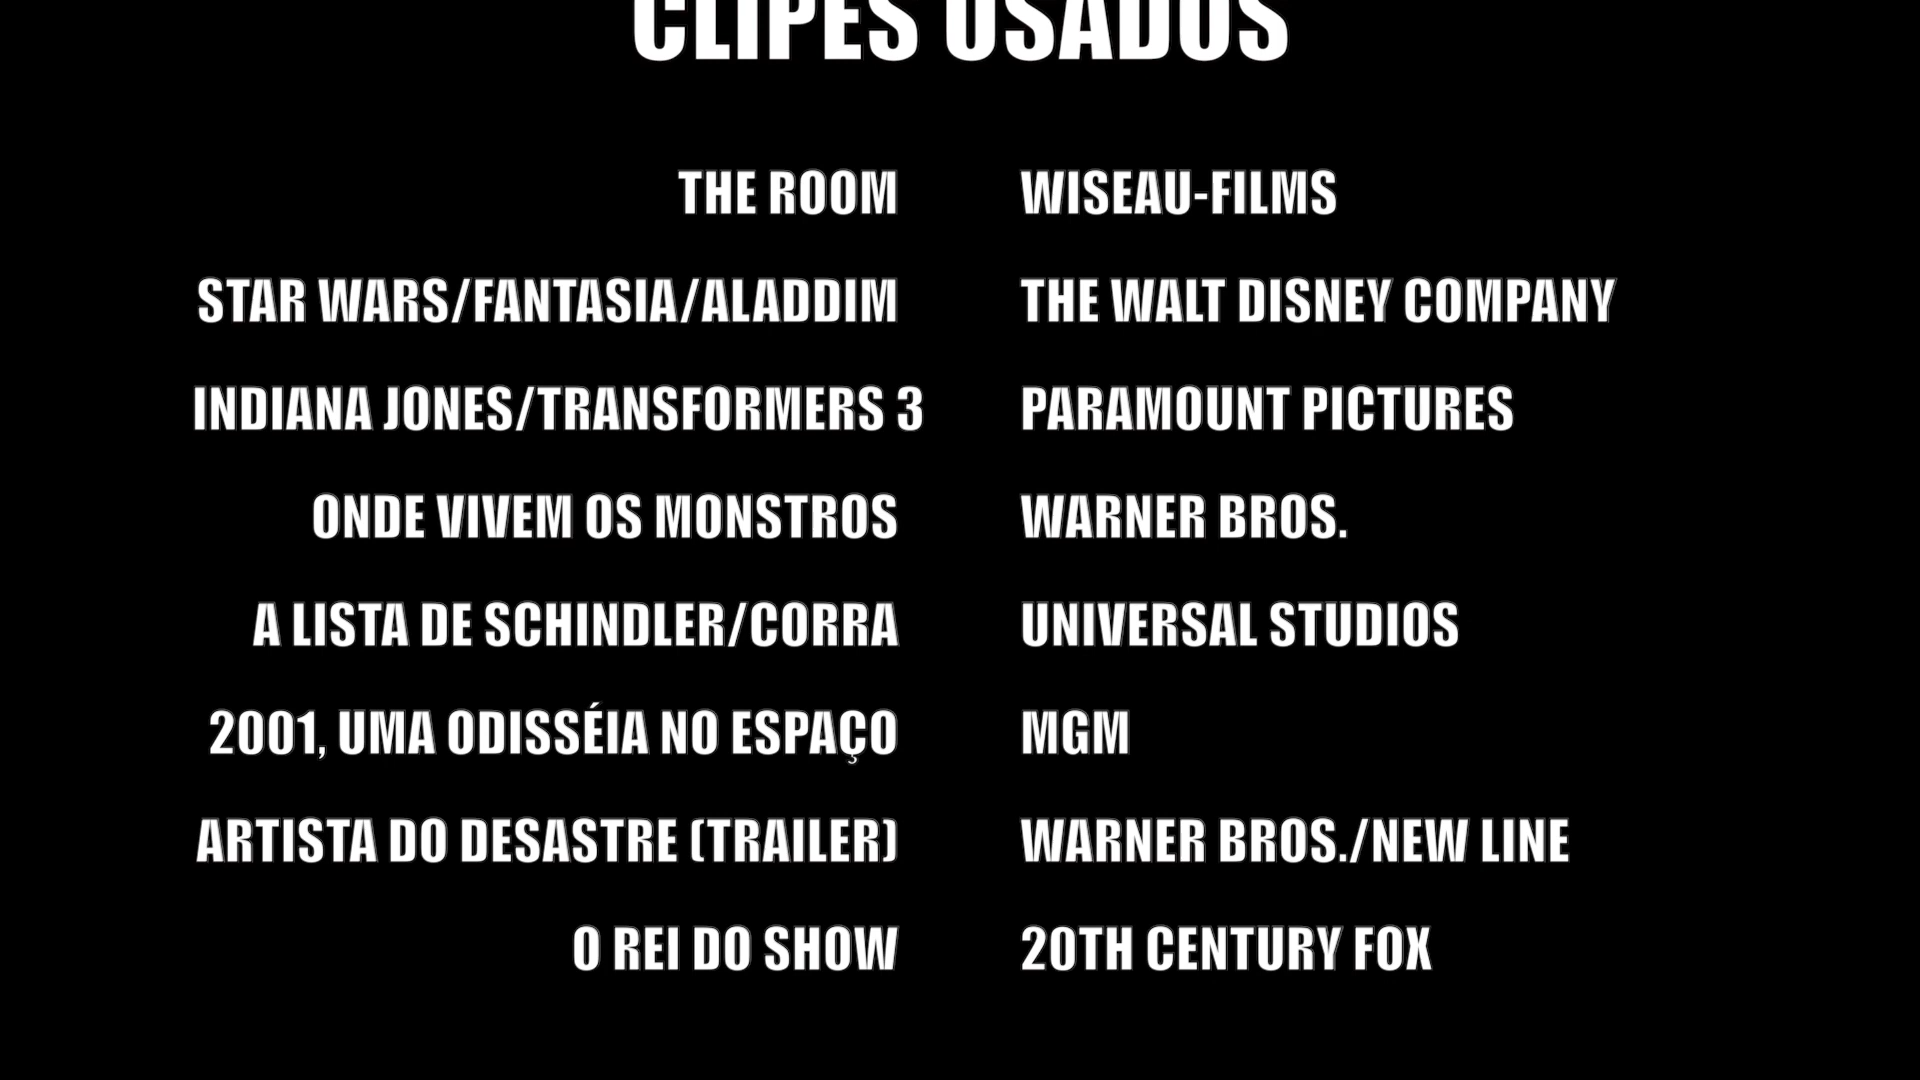 CLIPES USADOS
THE ROOM WISEAU-FILMS
STAR WARS/FANTASIA/ALADDIM THE WALT DISNEY COMPANY
INDIANA JONES/TRANSFORMERS 3 PARAMOUNT PICTURES
ONDE VIVEM OS MONSTROS WARNER BROS.
A LISTA DE SCHINDLER/CORRA UNIVERSAL STUDIOS
2001, UMA ODISSÉIA NO ESPAÇO MGM
ARTISTA DO DESASTRE (TRAILER) WARNER BROS./NEW LINE
O REI DO SHOW 20TH CENTURY FOX